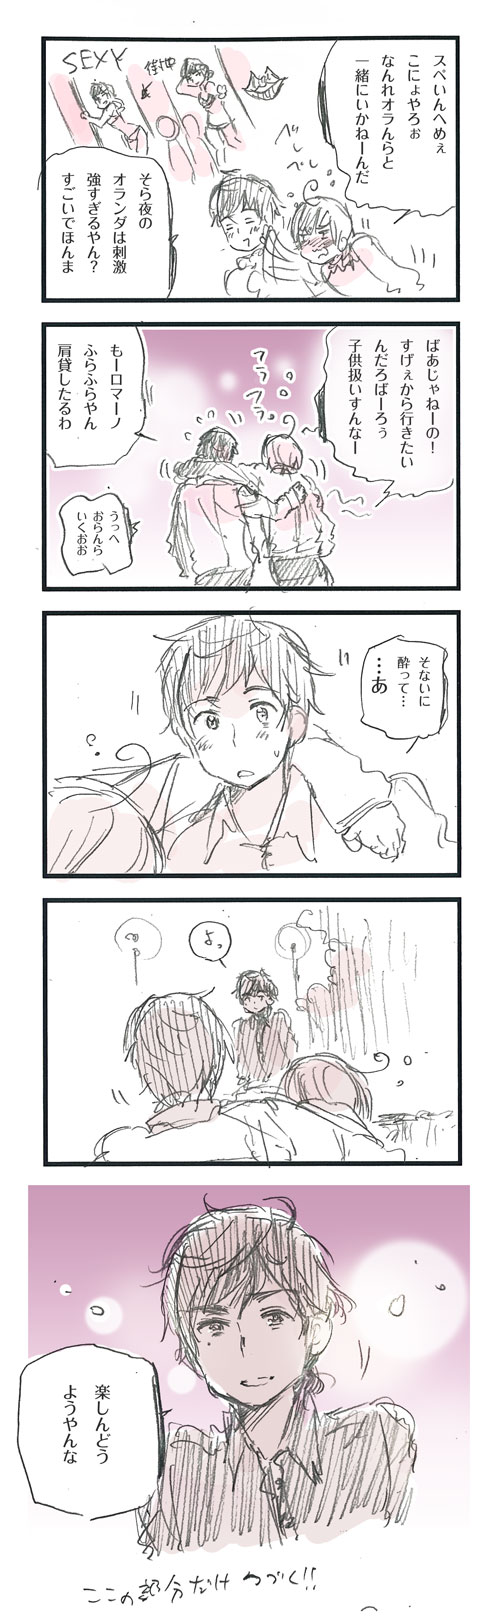 スペいんへめぇ
こにょやろぉ
なんれオラんらと
一緒にいかねーんだ
SEXY
街中
べしべし
そら夜の
オランダは刺激
強すぎるやん?
すごいでほんま
ばあじゃねーの!
すげぇから行きたい
んだろばーろぅ
子供扱いすんなー
フラフラ
もーロマーノ
ふらふらやん
肩貸したるわ
うっへ
おらんら
いくおお
そないに
酔って…
…あ
よっ
楽しんどう
ようやんな
ここの部分だけつづく!!